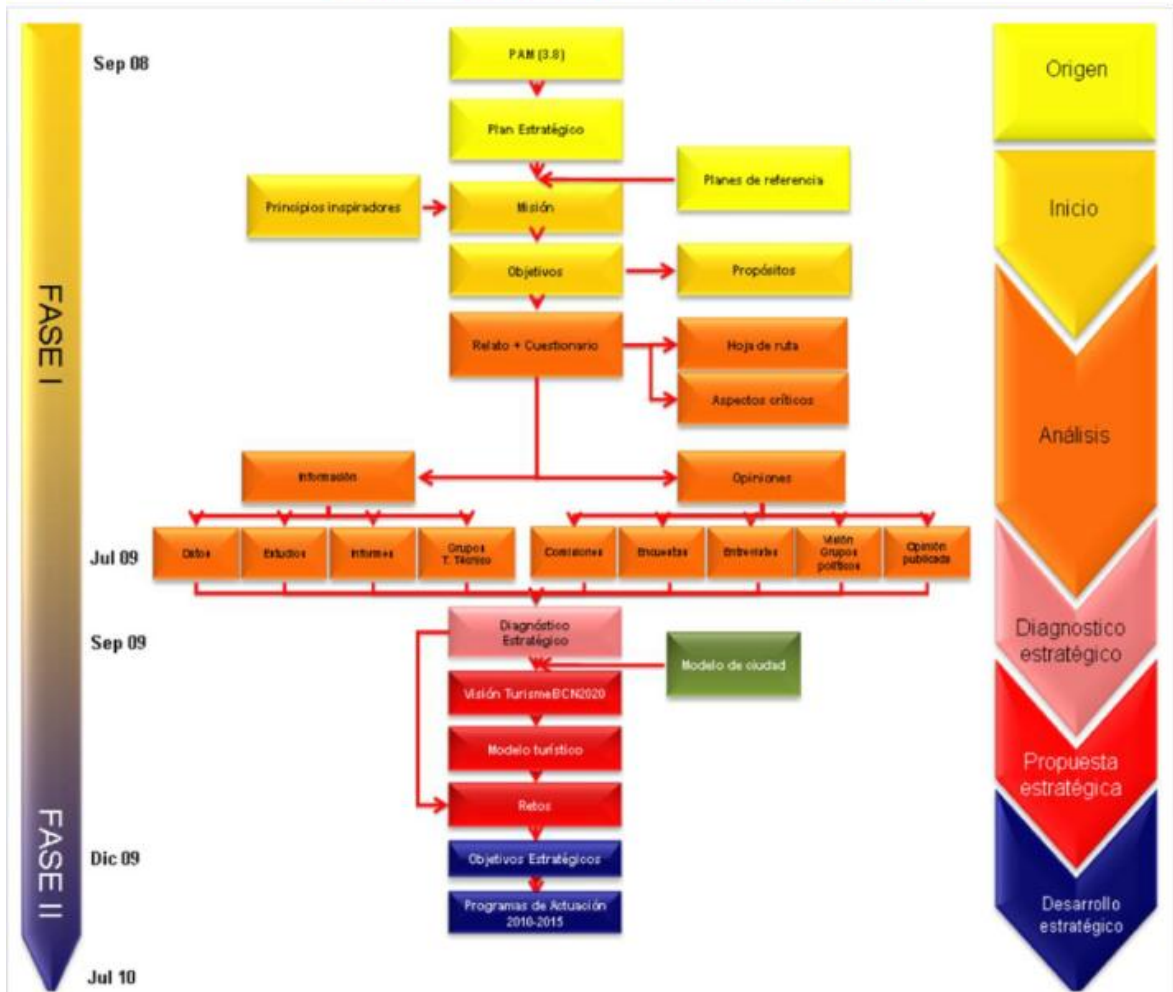 Sep 08
PAM (3.8)
Origen
Plan Estratégico
Planes de referencia
Principios inspiradores
Misión
Inicio
Objetivos
Propósitos
FASE I
Relato + Cuestionario
Hoja de ruta
Aspectos críticos
Análisis
Información
Opiniones
Jul 09
Datos
Estudios
Informes
Grupos
T. Técnico
Comisiones
Encuestas
Entrevistas
Visión
Grupos
políticos
Opinión
publicada
Sep 09
Diagnóstico
Estratégico
Modelo de ciudad
Diagnostico
estratégico
Visión TurismeBCN2020
Modelo turístico
Propuesta
estratégica
Retos
FASE II
Dic 09
Objetivos Estratégicos
Programas de Actuación
2010-2015
Desarrollo
estratégico
Jul 10